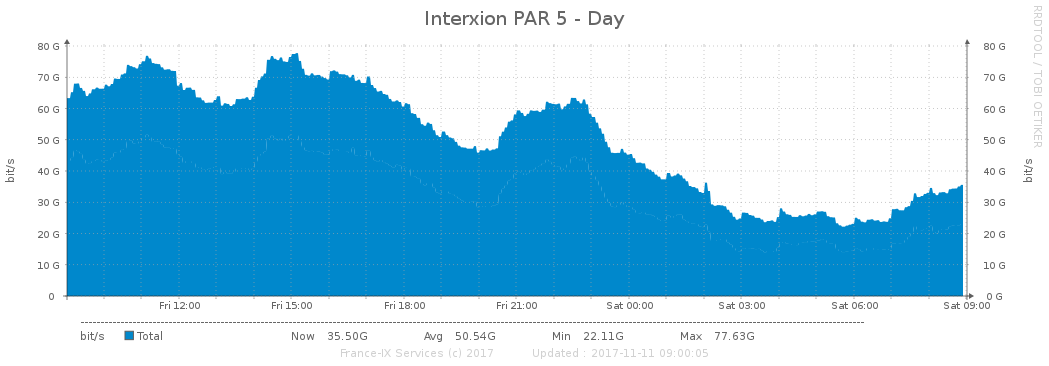 Interxion PAR 5 - Day
RRDTOOL / TOBI OETIKER
bit/s
80 G
70 G
60 G
50 G
40 G
30 G
20 G
10 G
0
80 G
70 G
60 G
50 G
40 G
30 G
20 G
10 G
0 G
bit/s
Fri 12:00 Fri 15:00 Fri 18:00 Fri 21:00 Sat 00:00 Sat 03:00 Sat 06:00 Sat 09:00
bit/s Total Now 35.50G Avg 50.54G Min 22.11G Max 77.63G
France-IX Services (c) 2017 Updated : 2017-11-11 09:00:05